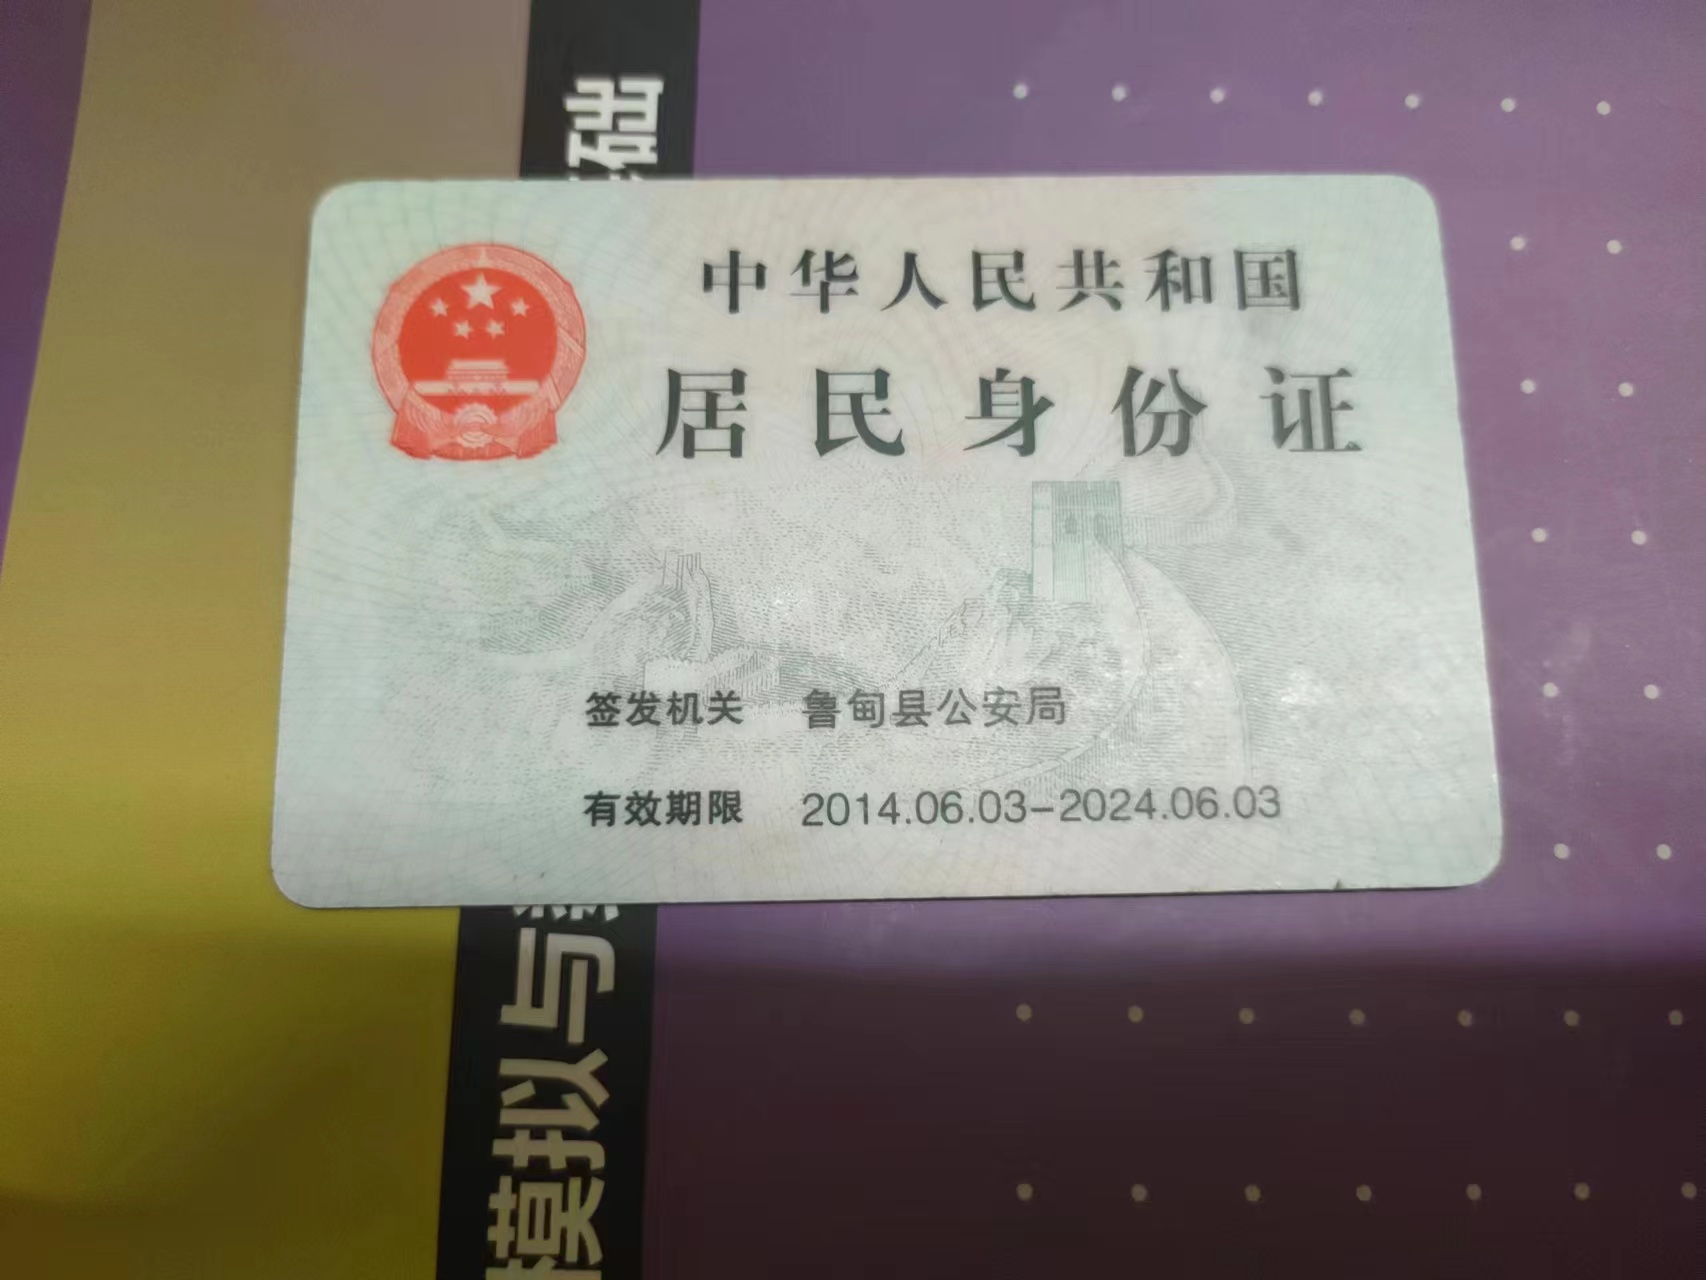 中华人民共和国
居民身份证
签发机关 鲁甸县公安局
有效期限 2014.06.03-2024.06.03
模拟与
础